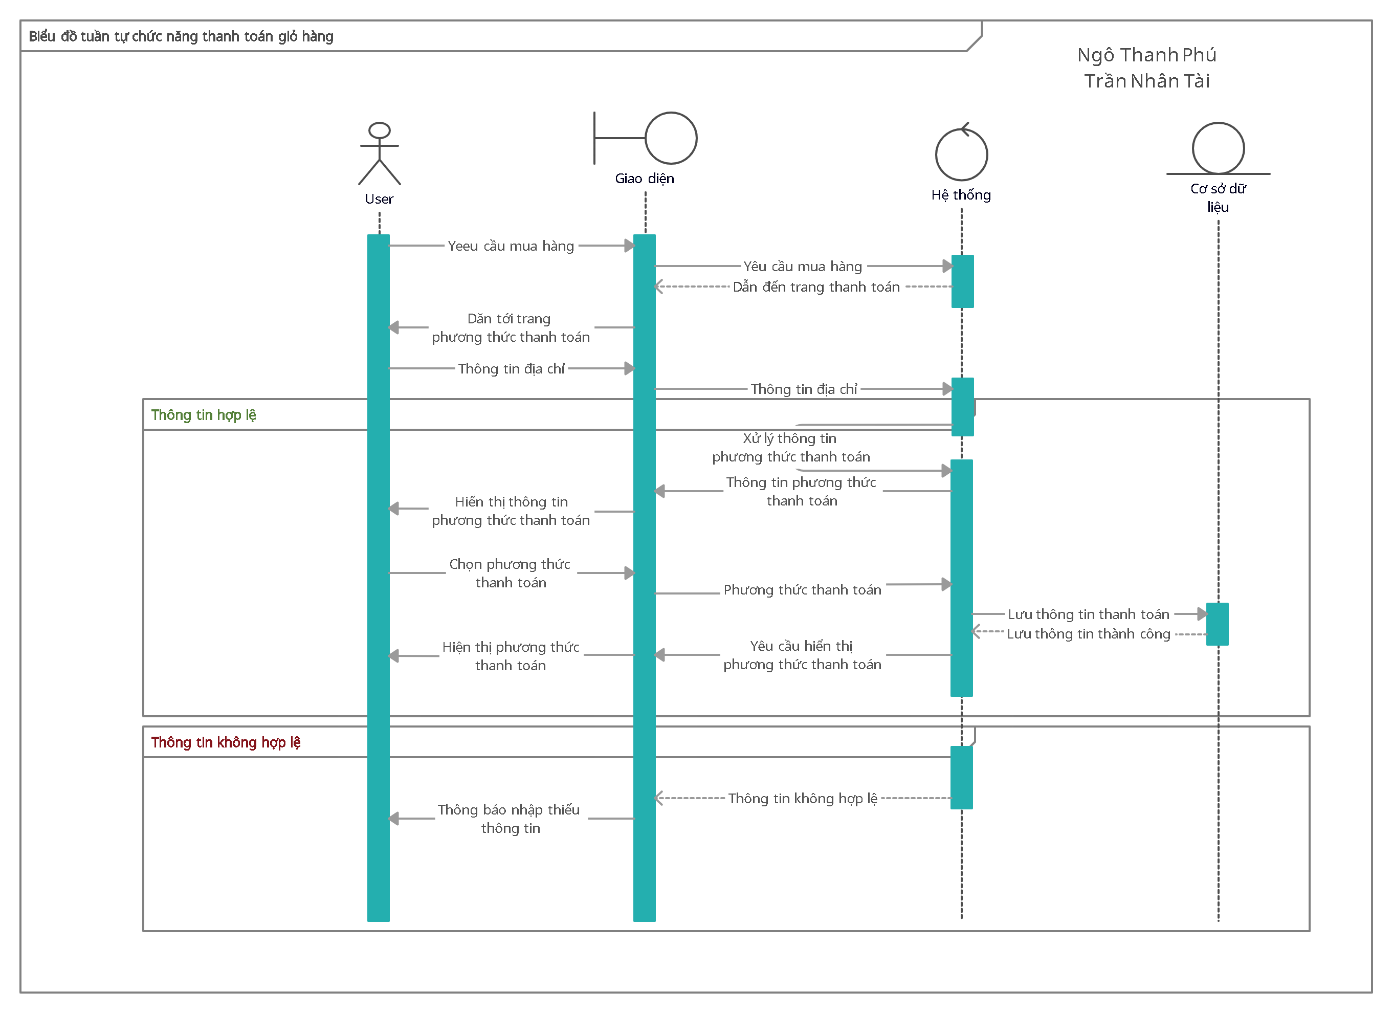 Biểu đồ tuần tự chức năng thanh toán giỏ hàng
Ngô Thanh Phú
Trần Nhân Tài
User
Giao diện
Hệ thống
Cơ sở dữ
liệu
Yeeu cầu mua hàng
Yêu cầu mua hàng
Dẫn đến trang thanh toán
Dăn tới trang
phương thức thanh toán
Thông tin địa chỉ
Thông tin địa chỉ
Thông tin hợp lệ
Xử lý thông tin
phương thức thanh toán
Thông tin phương thức
thanh toán
Hiển thị thông tin
phương thức thanh toán
Chọn phương thức
thanh toán
Phương thức thanh toán
Lưu thông tin thanh toán
Lưu thông tin thành công
Yêu cầu hiển thị
phương thức thanh toán
Hiện thị phương thức
thanh toán
Thông tin không hợp lệ
Thông tin không hợp lệ
Thông báo nhập thiếu
thông tin